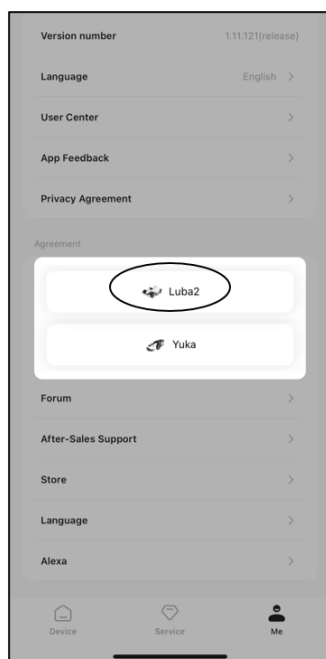 Version number 1.11.121(release)
Language English
User Center
App Feedback
Privacy Agreement
Agreement
Luba2
Yuka
Forum
After-Sales Support
Store
Language
Alexa
Device Service Me